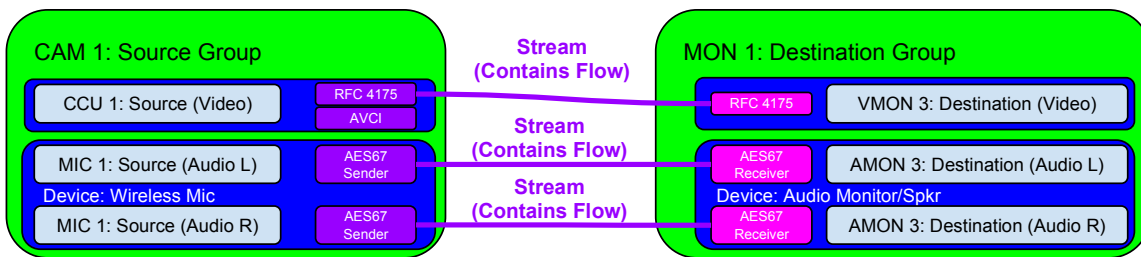 CAM 1: Source Group
CCU 1: Source (Video)
RFC 4175
AVCI
MIC 1: Source (Audio L)
AES67
Sender
Device: Wireless Mic
MIC 1: Source (Audio R)
AES67
Sender
Stream
(Contains Flow)
Stream
(Contains Flow)
Stream
(Contains Flow)
MON 1: Destination Group
RFC 4175
VMON 3: Destination (Video)
AES67
Receiver
AMON 3: Destination (Audio L)
Device: Audio Monitor/Spkr
AES67
Receiver
AMON 3: Destination (Audio R)